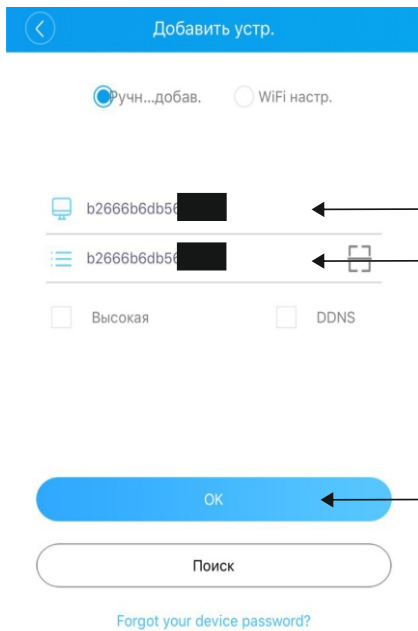 Добавить устр.
Ручн...добав. WiFi настр.
b2666b6db56
b2666b6db56
Высокая DDNS
OK
Поиск
Forgot your device password?